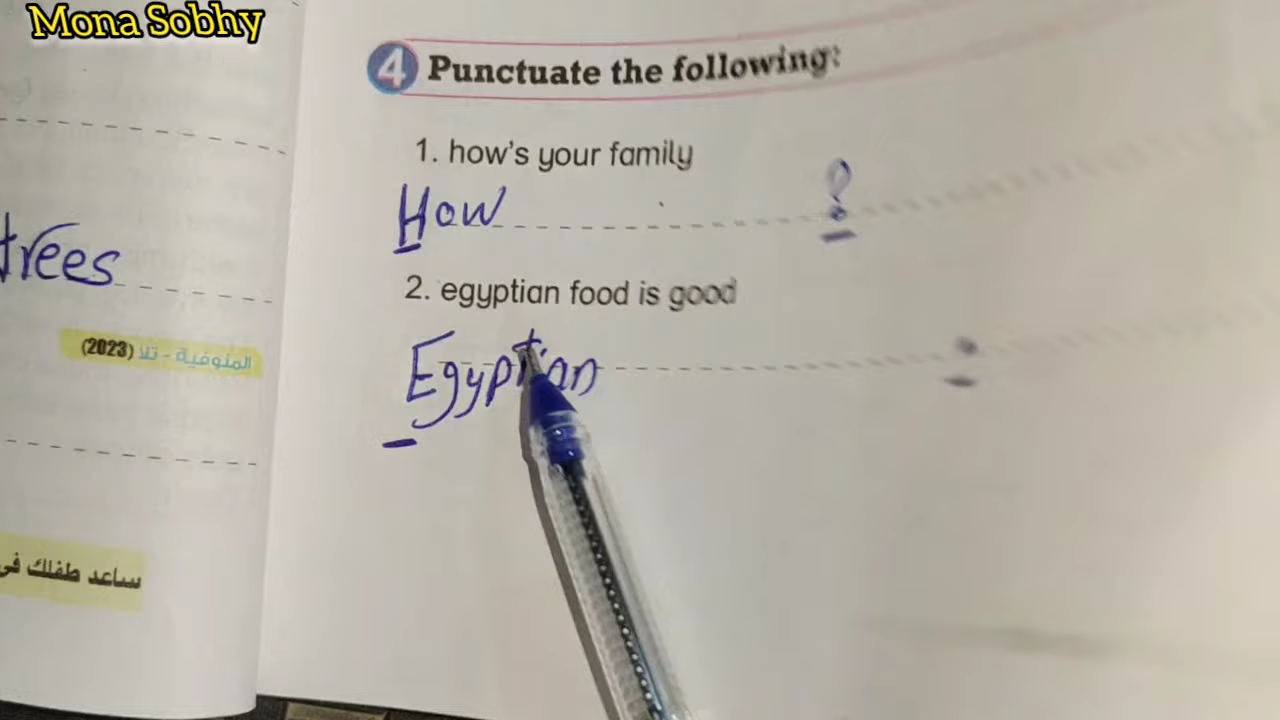 Mona Sobhy
trees
المنوفية - تلا (2023)
ساعد طفلك فى
4 Punctuate the following:
1. how's your family
How ?
2. egyptian food is good
Egyptian .